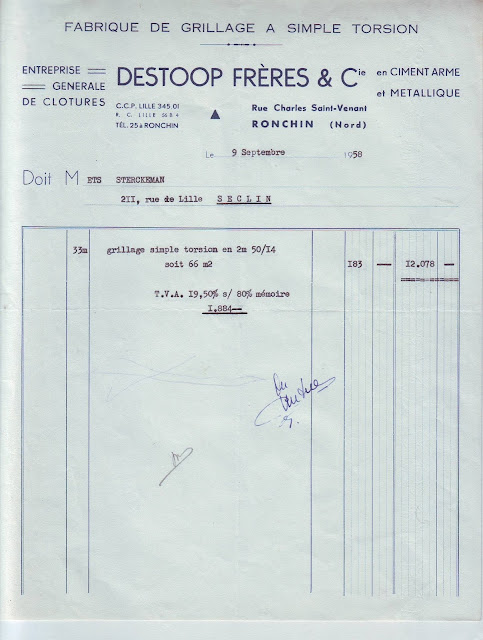 FABRIQUE DE GRILLAGE A SIMPLE TORSION
ENTREPRISE
GENERALE
DE CLOTURES
DESTOOP FRÈRES & Cie
en CIMENT ARME
et METALLIQUE
C.C.P. LILLE 345.01
R. C. LILLE 56 B 4
TÉL. 25 à RONCHIN
Rue Charles Saint-Venant
RONCHIN (Nord)
Le 9 Septembre 1958
Doit M ETS STERCKEMAN
2II, rue de Lille SECLIN
33m grillage simple torsion en 2m 50/I4
soit 66 m2 I83 — I2.078 —
T.V.A. I9,50% s/ 80% mémoire
I.884—